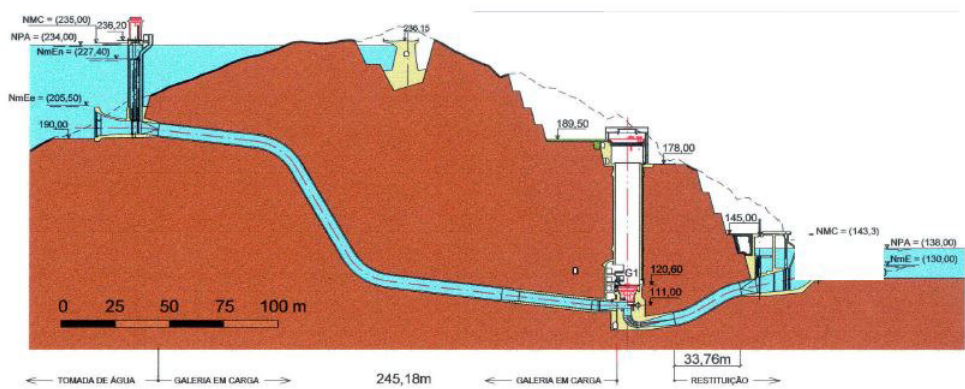 NMC = (235,00)
236,20
NPA = (234,00)
NmEn = (227,40)
236,15
NmEe = (205,50)
190,00
189,50
178,00
145,00
NMC = (143,3)
NPA = (138,00)
NmE = (130,00)
G1
120,60
111,00
0 25 50 75 100 m
33,76m
TOMADA DE ÁGUA GALERIA EM CARGA 245,18m GALERIA EM CARGA RESTITUIÇÃO